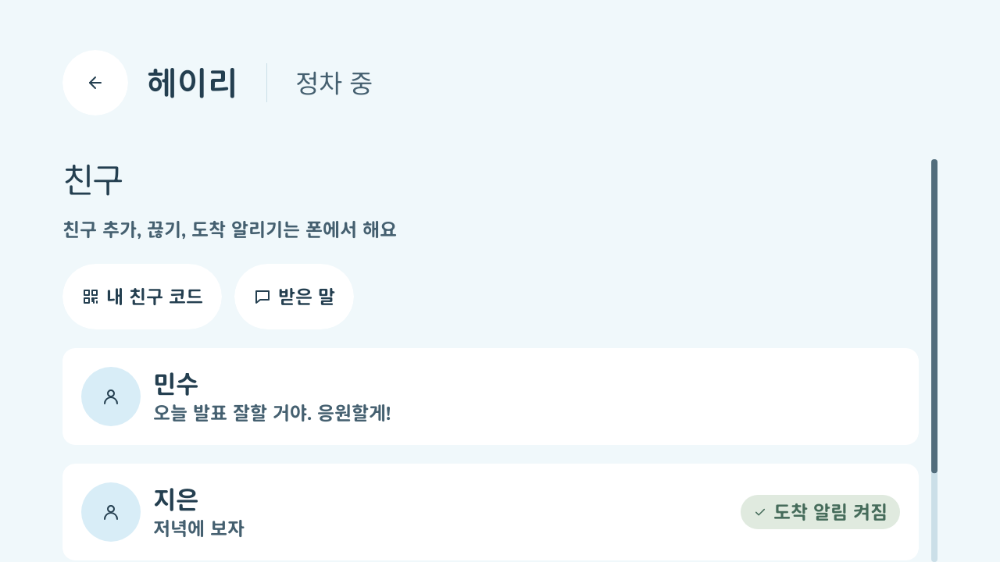 헤이리
정차 중
친구
친구 추가, 끊기, 도착 알리기는 폰에서 해요
내 친구 코드
받은 말
민수
오늘 발표 잘할 거야. 응원할게!
지은
저녁에 보자
도착 알림 켜짐